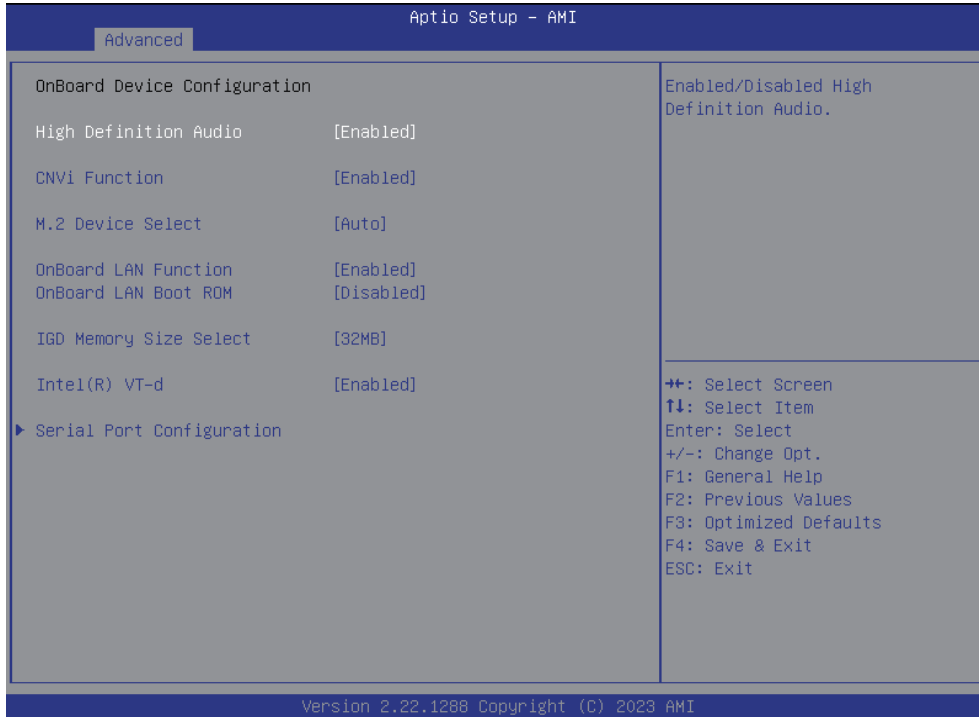 Aptio Setup – AMI
Advanced
OnBoard Device Configuration
High Definition Audio [Enabled]
CNVi Function [Enabled]
M.2 Device Select [Auto]
OnBoard LAN Function [Enabled]
OnBoard LAN Boot ROM [Disabled]
IGD Memory Size Select [32MB]
Intel(R) VT-d [Enabled]
▶ Serial Port Configuration
Enabled/Disabled High
Definition Audio.
→←: Select Screen
↑↓: Select Item
Enter: Select
+/-: Change Opt.
F1: General Help
F2: Previous Values
F3: Optimized Defaults
F4: Save & Exit
ESC: Exit
Version 2.22.1288 Copyright (C) 2023 AMI